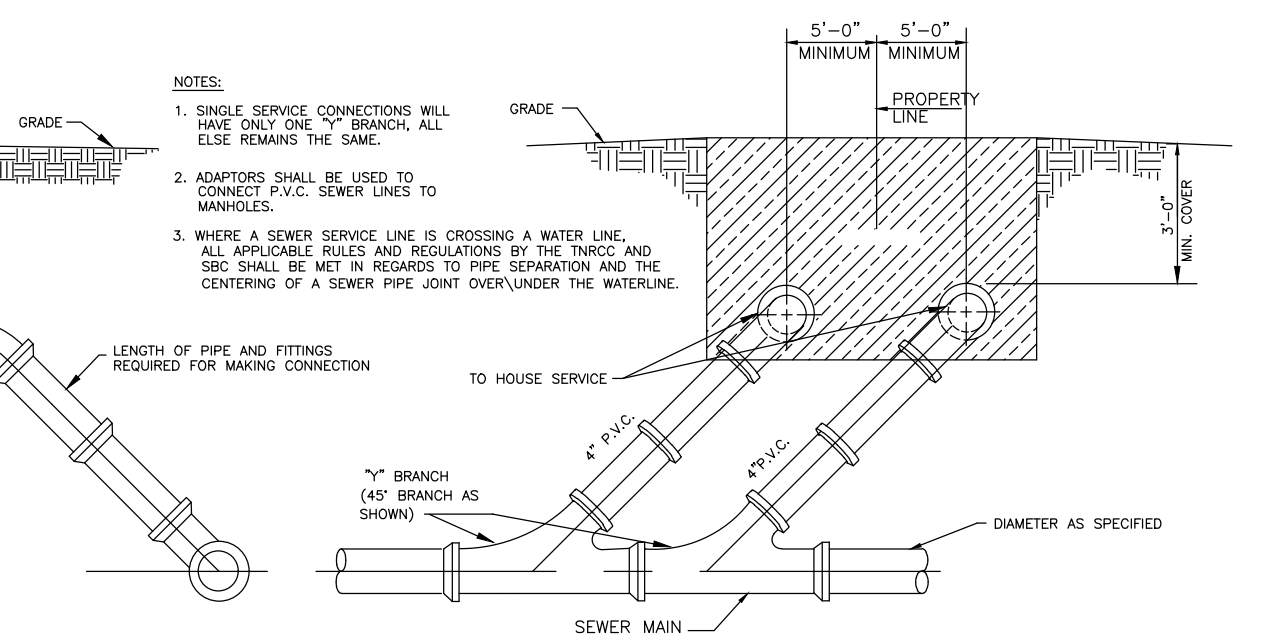 GRADE
NOTES:
1. SINGLE SERVICE CONNECTIONS WILL
HAVE ONLY ONE "Y" BRANCH, ALL
ELSE REMAINS THE SAME.
2. ADAPTORS SHALL BE USED TO
CONNECT P.V.C. SEWER LINES TO
MANHOLES.
3. WHERE A SEWER SERVICE LINE IS CROSSING A WATER LINE,
ALL APPLICABLE RULES AND REGULATIONS BY THE TNRCC AND
SBC SHALL BE MET IN REGARDS TO PIPE SEPARATION AND THE
CENTERING OF A SEWER PIPE JOINT OVER\UNDER THE WATERLINE.
LENGTH OF PIPE AND FITTINGS
REQUIRED FOR MAKING CONNECTION
5'-0" 5'-0"
MINIMUM MINIMUM
PROPERTY
LINE
GRADE
3'-0"
MIN. COVER
TO HOUSE SERVICE
4" P.V.C.
4"P.V.C.
"Y" BRANCH
(45° BRANCH AS
SHOWN)
DIAMETER AS SPECIFIED
SEWER MAIN